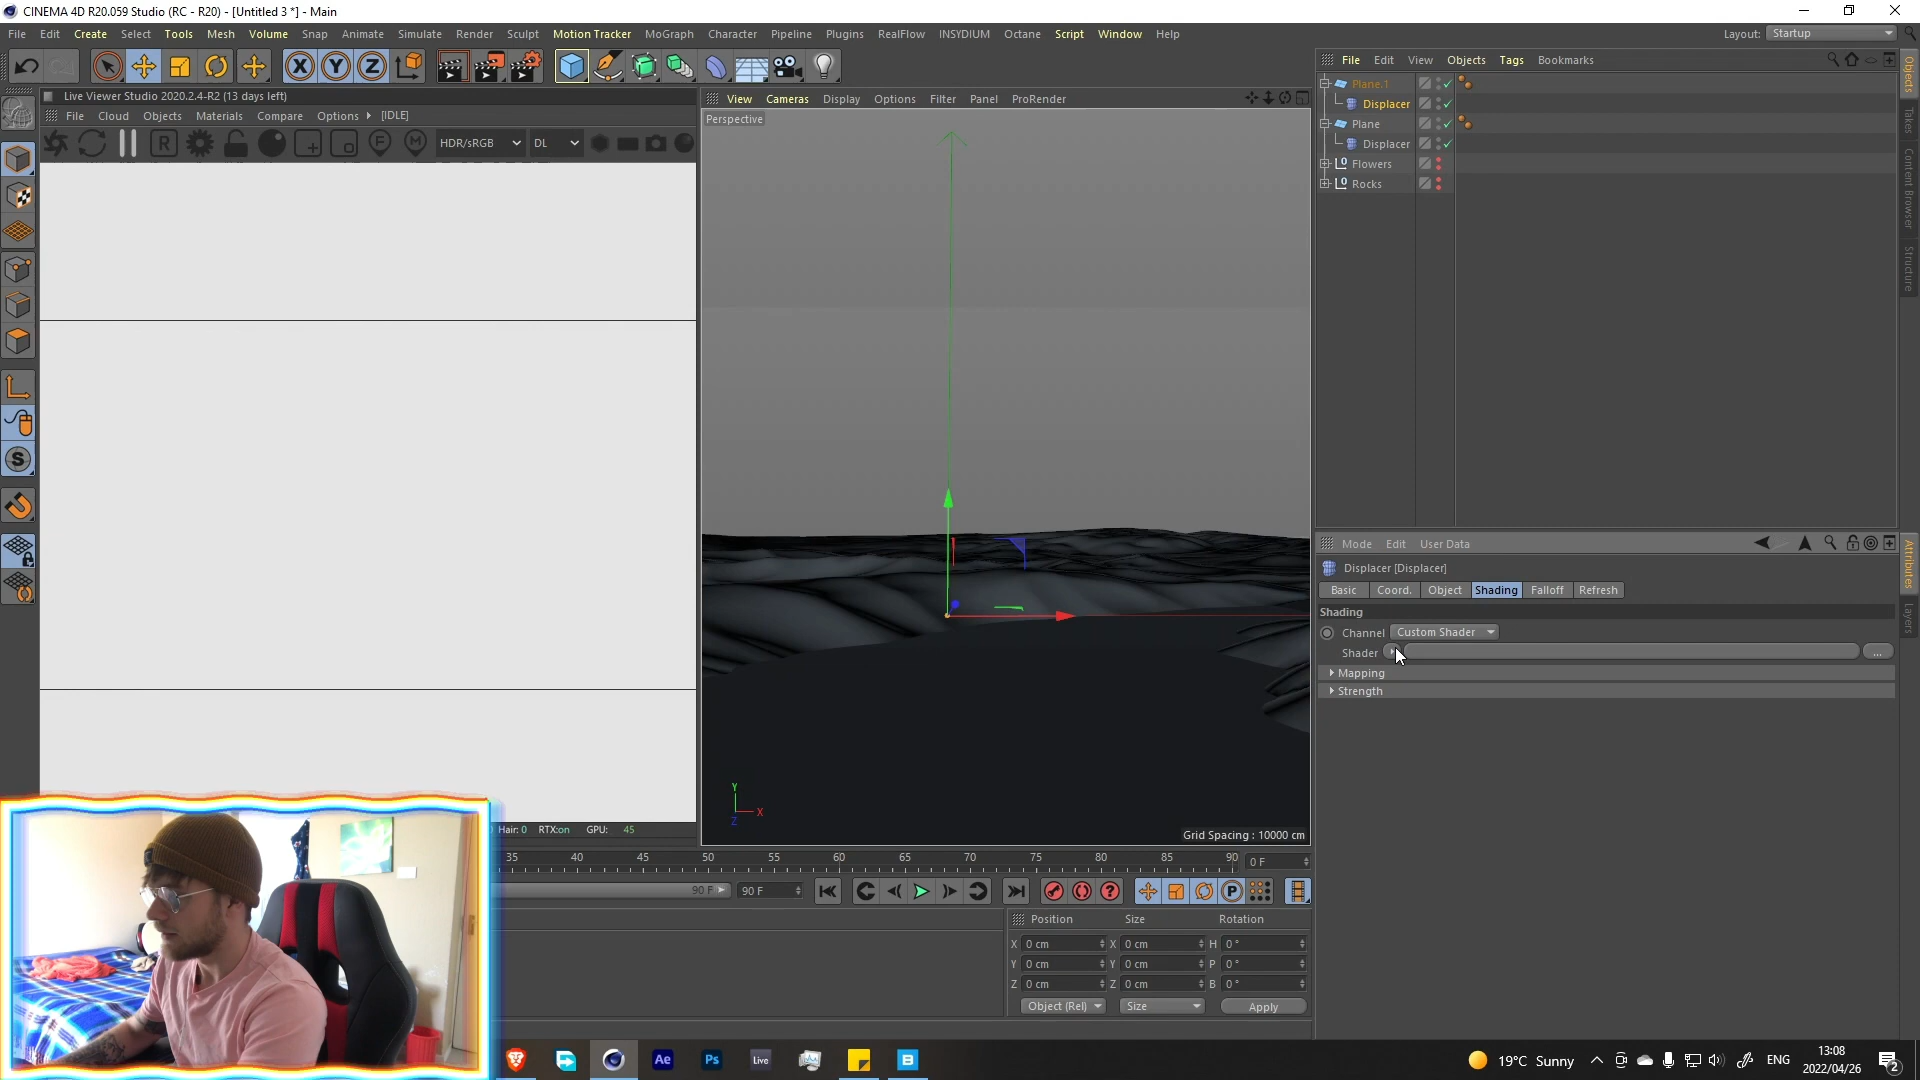 CINEMA 4D R20.059 Studio (RC - R20) - [Untitled 3 *] - Main
File Edit Create Select Tools Mesh Volume Snap Animate Simulate Render Sculpt Motion Tracker MoGraph Character Pipeline Plugins RealFlow INSYDIUM Octane Script Window Help
Layout: Startup
Live Viewer Studio 2020.2.4-R2 (13 days left)
File Cloud Objects Materials Compare Options [IDLE]
HDR/sRGB DL
View Cameras Display Options Filter Panel ProRender
Perspective
Y
X
Z
Grid Spacing : 10000 cm
Hair: 0 RTX:on GPU: 45
35 40 45 50 55 60 65 70 75 80 85 90 0 F
90 F 90 F
Position Size Rotation
X 0 cm X 0 cm H 0 °
Y 0 cm Y 0 cm P 0 °
Z 0 cm Z 0 cm B 0 °
Object (Rel) Size Apply
File Edit View Objects Tags Bookmarks
Plane.1
Displacer
Plane
Displacer
Flowers
Rocks
Objects
Takes
Content Browser
Structure
Mode Edit User Data
Displacer [Displacer]
Basic Coord. Object Shading Falloff Refresh
Shading
Channel Custom Shader
Shader ...
Mapping
Strength
Attributes
Layers
Ae Ps Live B
19°C Sunny ENG 13:08
2022/04/26
2